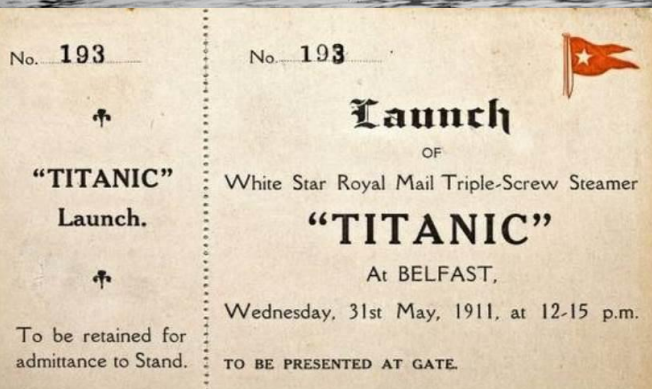 No. 193
"TITANIC"
Launch.
To be retained for
admittance to Stand.
No. 193
Launch
OF
White Star Royal Mail Triple-Screw Steamer
"TITANIC"
At BELFAST,
Wednesday, 31st May, 1911, at 12-15 p.m.
TO BE PRESENTED AT GATE.